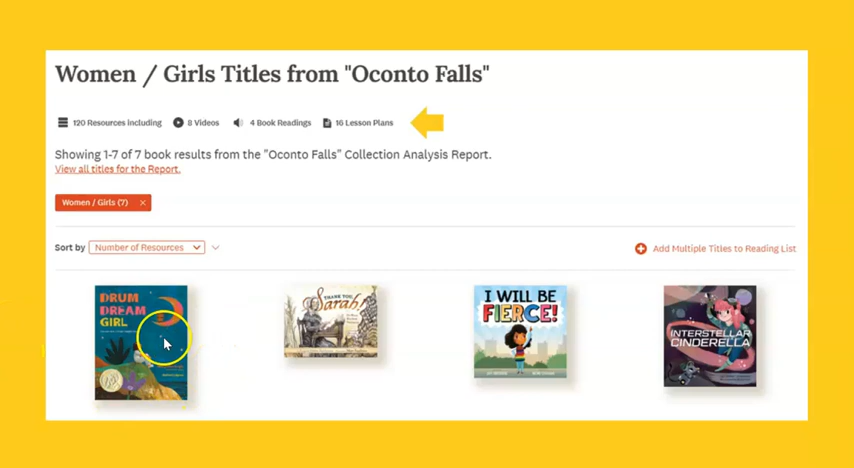 Women / Girls Titles from "Oconto Falls"
120 Resources including 8 Videos 4 Book Readings 16 Lesson Plans
Showing 1-7 of 7 book results from the "Oconto Falls" Collection Analysis Report.
View all titles for the Report.
Women / Girls (7) ×
Sort by Number of Resources
Add Multiple Titles to Reading List
DRUM
DREAM
GIRL
THANK YOU,
Sarah!
I WILL BE
FIERCE!
INTERSTELLAR
CINDERELLA